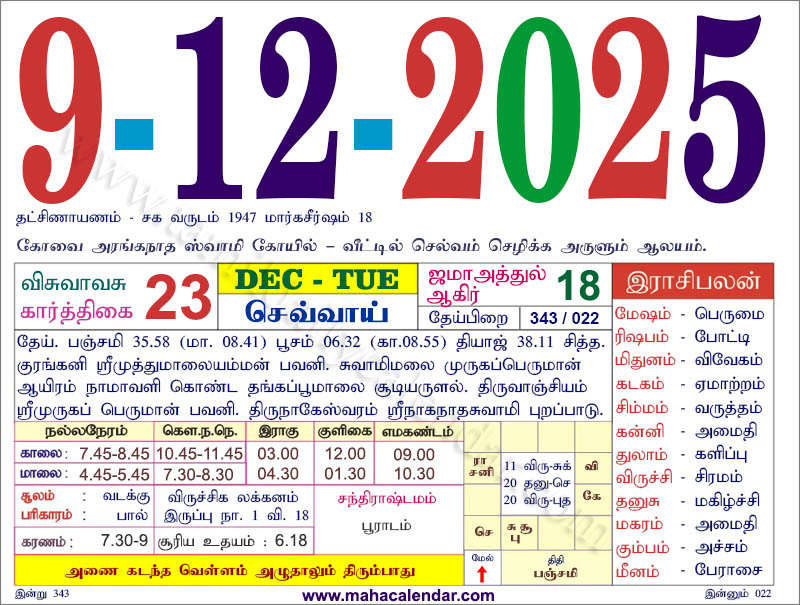 9-12-2025
தட்சிணாயணம் - சக வருடம் 1947 மார்கசீர்ஷம் 18
கோவை அரங்கநாத ஸ்வாமி கோயில் – வீட்டில் செல்வம் செழிக்க அருளும் ஆலயம்.
விசுவாவசு
கார்த்திகை
23
DEC - TUE
செவ்வாய்
ஜமாஅத்துல்
ஆகிர்
18
தேய்பிறை
343 / 022
தேய். பஞ்சமி 35.58 (மா. 08.41) பூசம் 06.32 (கா.08.55) தியாஜ் 38.11 சித்த.
குரங்கனி ஸ்ரீமுத்துமாலையம்மன் பவனி. சுவாமிமலை முருகப்பெருமான்
ஆயிரம் நாமாவளி கொண்ட தங்கப்பூமாலை சூடியருளல். திருவாஞ்சியம்
ஸ்ரீமுருகப் பெருமான் பவனி. திருநாகேஸ்வரம் ஸ்ரீநாகநாதசுவாமி புறப்பாடு.
இராசிபலன்
மேஷம் - பெருமை
ரிஷபம் - போட்டி
மிதுனம் - விவேகம்
கடகம் - ஏமாற்றம்
சிம்மம் - வருத்தம்
கன்னி - அமைதி
துலாம் - களிப்பு
விருச்சி - சிரமம்
தனுசு - மகிழ்ச்சி
மகரம் - அமைதி
கும்பம் - அச்சம்
மீனம் - பேராசை
நல்லநேரம் கௌ.ந.நெ. இராகு குளிகை எமகண்டம்
காலை: 7.45-8.45 10.45-11.45 03.00 12.00 09.00
மாலை: 4.45-5.45 7.30-8.30 04.30 01.30 10.30
சூலம் : வடக்கு
பரிகாரம் : பால்
விருச்சிக லக்கனம்
இருப்பு நா. 1 வி. 18
சந்திராஷ்டமம்
பூராடம்
கரணம்: 7.30-9 சூரிய உதயம் : 6.18
ரா
சனி
11 விரு-சுக்
20 தனு-செ
20 விரு-புத
வி
கே
செ
சு சூ
பு
மேல்
திதி
பஞ்சமி
அணை கடந்த வெள்ளம் அழுதாலும் திரும்பாது
இன்று 343
www.mahacalendar.com
இன்னும் 022